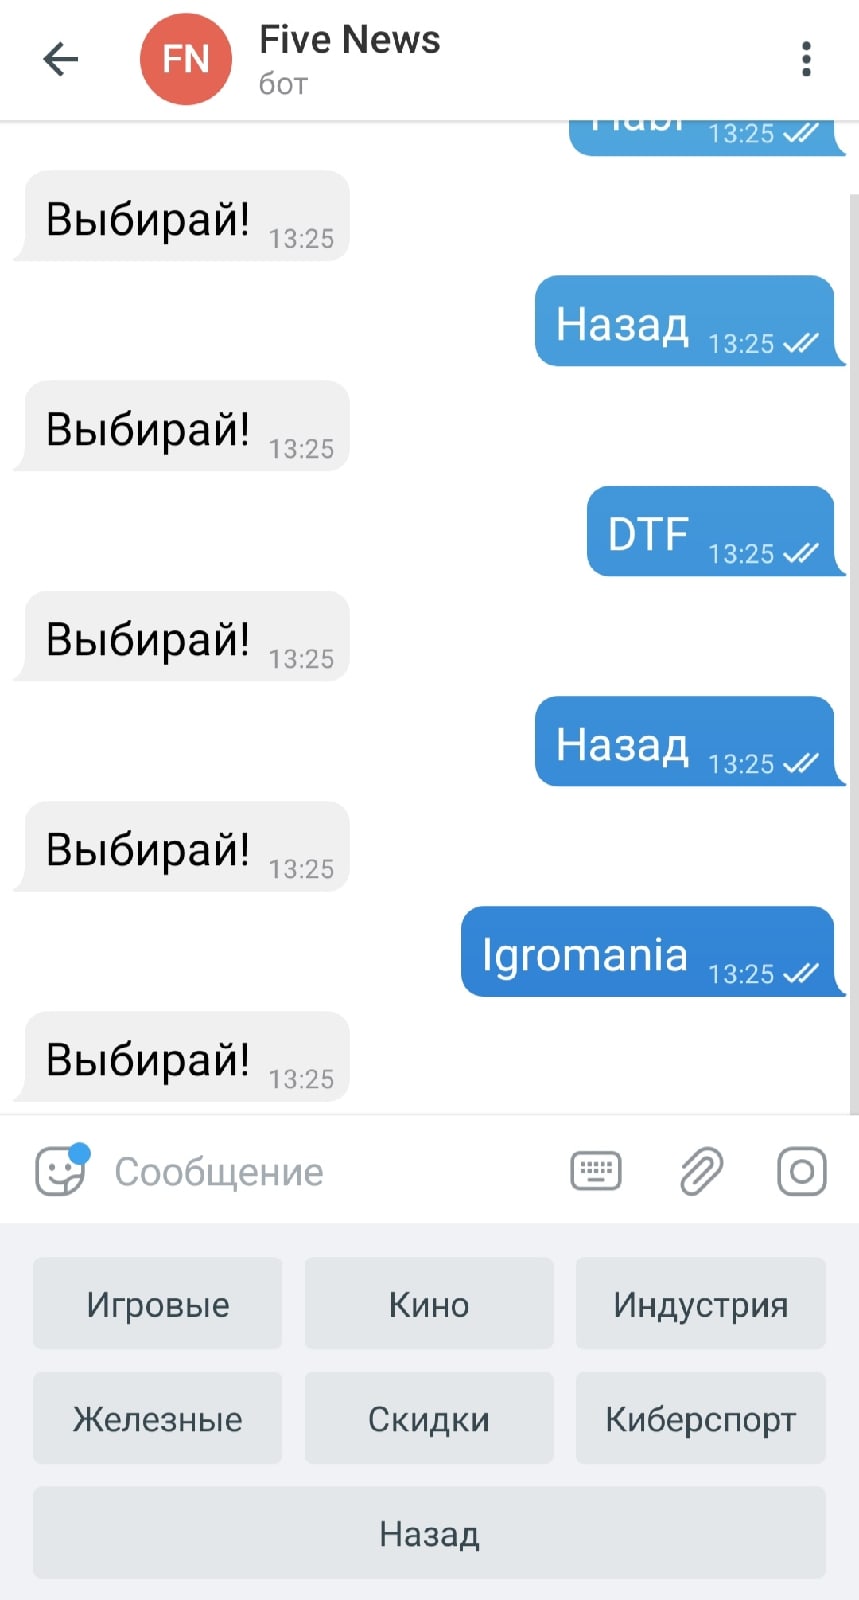 FN
Five News
бот
13:25
Выбирай! 13:25
Назад 13:25
Выбирай! 13:25
DTF 13:25
Выбирай! 13:25
Назад 13:25
Выбирай! 13:25
Igromania 13:25
Выбирай! 13:25
Сообщение
Игровые Кино Индустрия
Железные Скидки Киберспорт
Назад